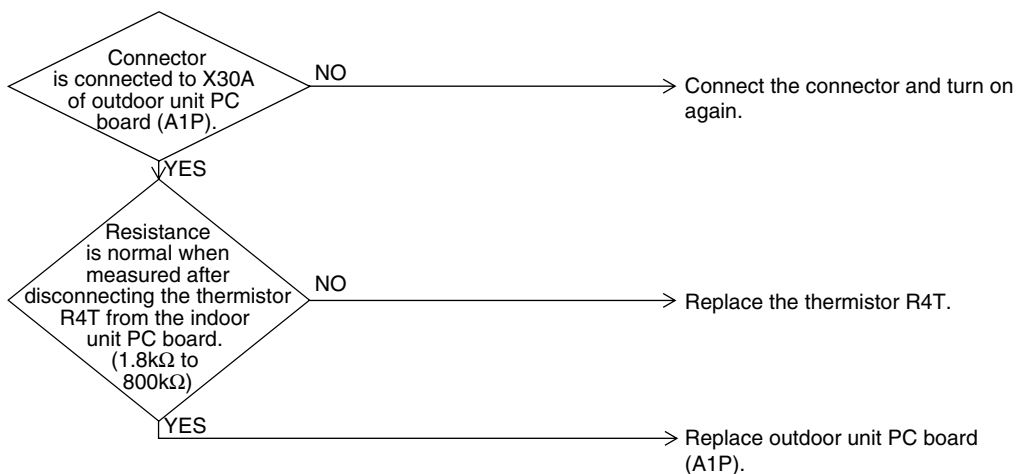 Connector
is connected to X30A
of outdoor unit PC
board (A1P).
NO
Connect the connector and turn on
again.
YES
Resistance
is normal when
measured after
disconnecting the thermistor
R4T from the indoor
unit PC board.
(1.8kΩ to
800kΩ)
NO
Replace the thermistor R4T.
YES
Replace outdoor unit PC board
(A1P).